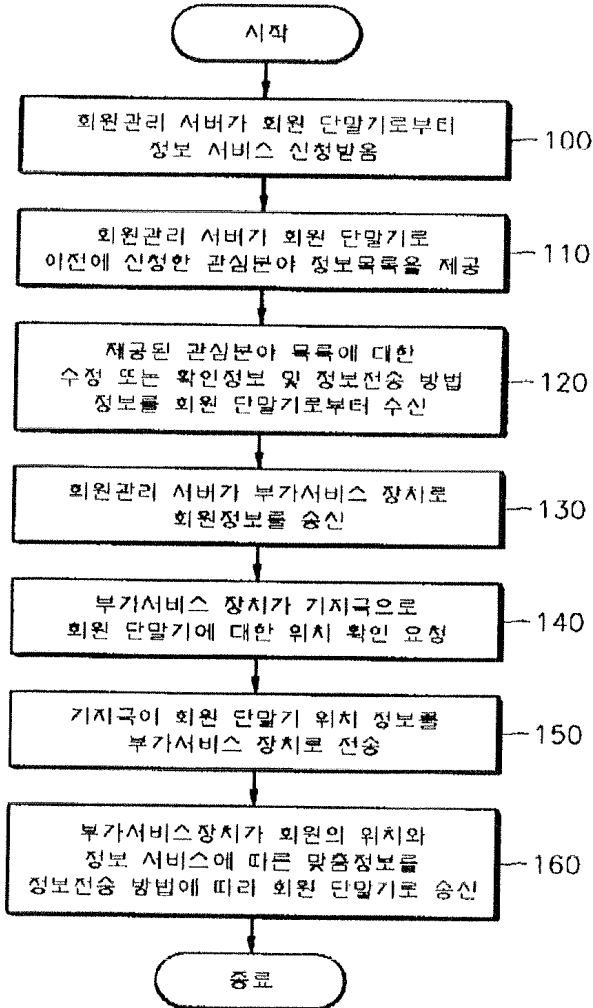 시작
회원관리 서버가 회원 단말기로부터
정보 서비스 신청받음
100
회원관리 서버가 회원 단말기로
이전에 신청한 관심분야 정보목록을 제공
110
제공된 관심분야 목록에 대한
수정 또는 확인정보 및 정보전송 방법
정보를 회원 단말기로부터 수신
120
회원관리 서버가 부가서비스 장치로
회원정보를 송신
130
부가서비스 장치가 기지국으로
회원 단말기에 대한 위치 확인 요청
140
기지국이 회원 단말기 위치 정보를
부가서비스 장치로 전송
150
부가서비스장치가 회원의 위치와
정보 서비스에 따른 맞춤정보를
정보전송 방법에 따라 회원 단말기로 송신
160
종료